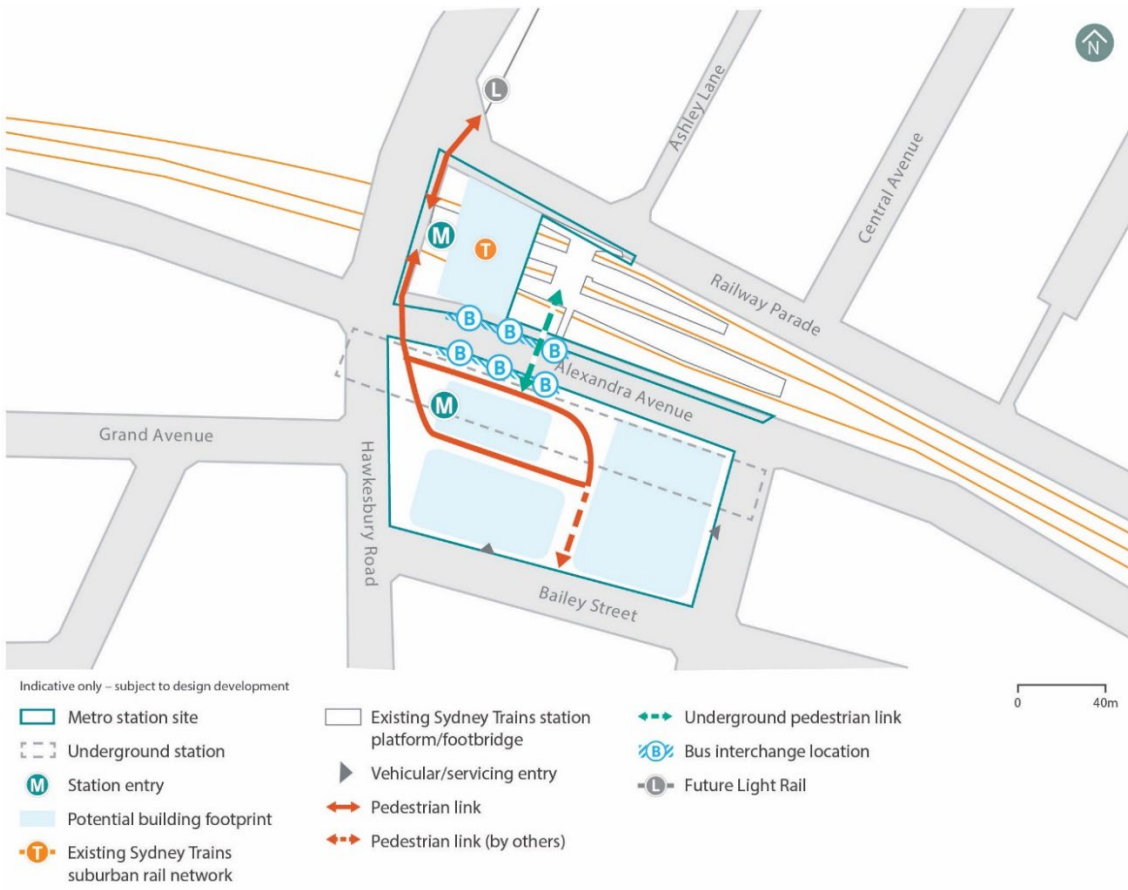 N
L
Ashley Lane
Central Avenue
M
T
Railway Parade
B
B
B
B
B
B
Alexandra Avenue
M
Grand Avenue
Hawkesbury Road
Bailey Street
Indicative only – subject to design development
Metro station site
Underground station
M Station entry
Potential building footprint
T Existing Sydney Trains
suburban rail network
Existing Sydney Trains station
platform/footbridge
Vehicular/servicing entry
Pedestrian link
Pedestrian link (by others)
Underground pedestrian link
B Bus interchange location
L Future Light Rail
0 40m